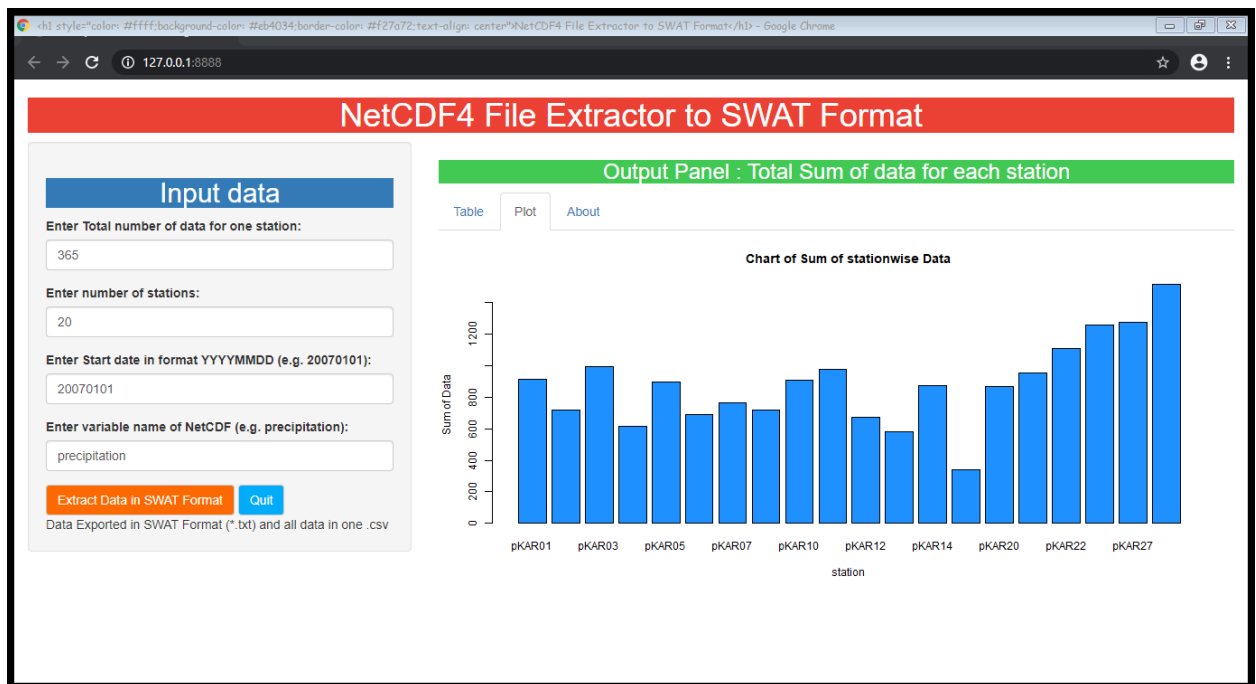 <h1 style="color: #ffff;background-color: #eb4034;border-color: #f27a72;text-align: center">NetCDF4 File Extractor to SWAT Format</h1> - Google Chrome
127.0.0.1:8888
NetCDF4 File Extractor to SWAT Format
Input data
Enter Total number of data for one station:
365
Enter number of stations:
20
Enter Start date in format YYYYMMDD (e.g. 20070101):
20070101
Enter variable name of NetCDF (e.g. precipitation):
precipitation
Extract Data in SWAT Format Quit
Data Exported in SWAT Format (*.txt) and all data in one .csv
Output Panel : Total Sum of data for each station
Table Plot About
Chart of Sum of stationwise Data
Sum of Data
1200
800
600
400
200
0
pKAR01 pKAR03 pKAR05 pKAR07 pKAR10 pKAR12 pKAR14 pKAR20 pKAR22 pKAR27
station